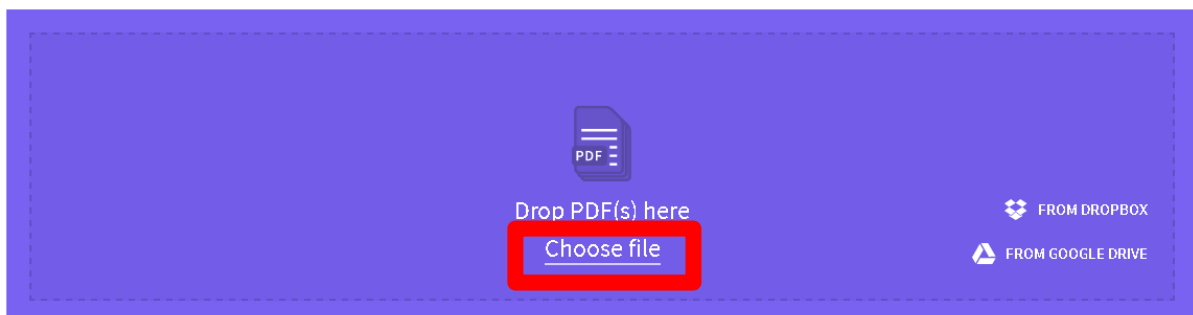 PDF
Drop PDF(s) here
Choose file
FROM DROPBOX
FROM GOOGLE DRIVE